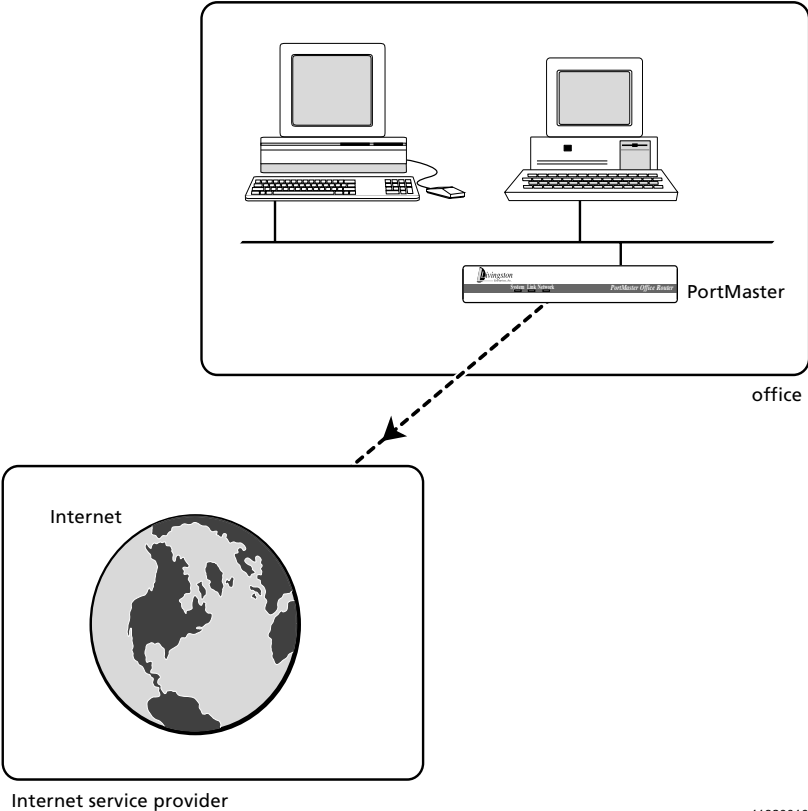 Livingston
System Link Network PortMaster Office Router
PortMaster
office
Internet
Internet service provider